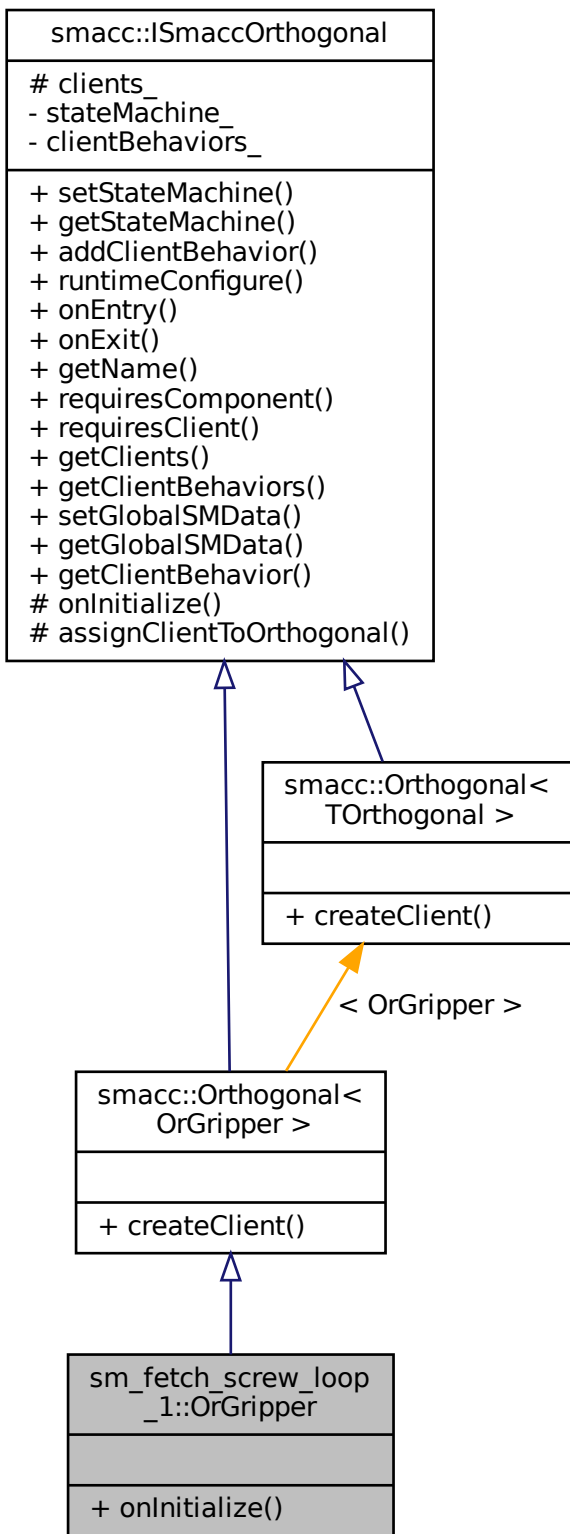 smacc::ISmaccOrthogonal
# clients_
- stateMachine_
- clientBehaviors_
+ setStateMachine()
+ getStateMachine()
+ addClientBehavior()
+ runtimeConfigure()
+ onEntry()
+ onExit()
+ getName()
+ requiresComponent()
+ requiresClient()
+ getClients()
+ getClientBehaviors()
+ setGlobalSMData()
+ getGlobalSMData()
+ getClientBehavior()
# onInitialize()
# assignClientToOrthogonal()
smacc::Orthogonal<
TOrthogonal >
+ createClient()
< OrGripper >
smacc::Orthogonal<
OrGripper >
+ createClient()
sm_fetch_screw_loop
_1::OrGripper
+ onInitialize()